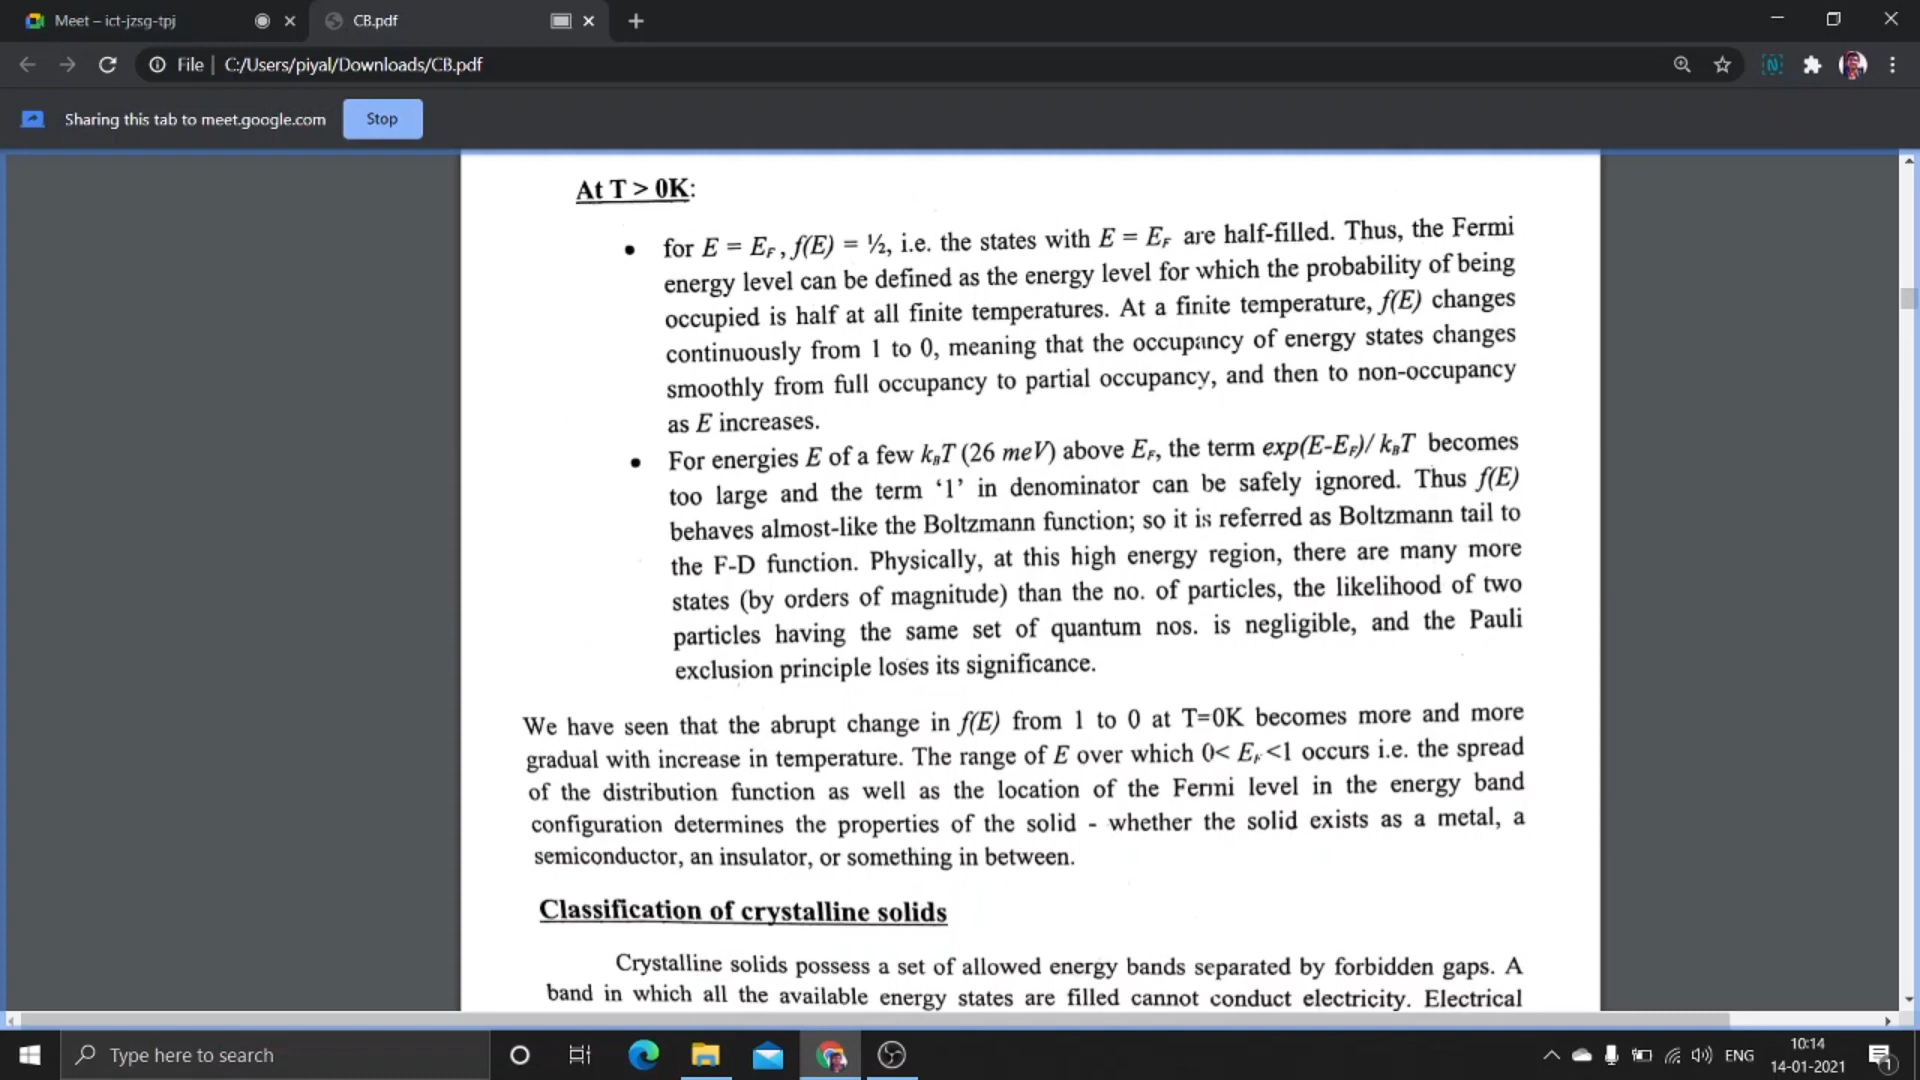 Meet – ict-jzsg-tpj
CB.pdf
File | C:/Users/piyal/Downloads/CB.pdf
Sharing this tab to meet.google.com Stop
At T > 0K:
• for E = E_F , f(E) = ½, i.e. the states with E = E_F are half-filled. Thus, the Fermi
energy level can be defined as the energy level for which the probability of being
occupied is half at all finite temperatures. At a finite temperature, f(E) changes
continuously from 1 to 0, meaning that the occupancy of energy states changes
smoothly from full occupancy to partial occupancy, and then to non-occupancy
as E increases.
• For energies E of a few k_BT (26 meV) above E_F, the term exp(E-E_F)/ k_BT becomes
too large and the term ‘1’ in denominator can be safely ignored. Thus f(E)
behaves almost-like the Boltzmann function; so it is referred as Boltzmann tail to
the F-D function. Physically, at this high energy region, there are many more
states (by orders of magnitude) than the no. of particles, the likelihood of two
particles having the same set of quantum nos. is negligible, and the Pauli
exclusion principle loses its significance.
We have seen that the abrupt change in f(E) from 1 to 0 at T=0K becomes more and more
gradual with increase in temperature. The range of E over which 0< E_F <1 occurs i.e. the spread
of the distribution function as well as the location of the Fermi level in the energy band
configuration determines the properties of the solid - whether the solid exists as a metal, a
semiconductor, an insulator, or something in between.
Classification of crystalline solids
Crystalline solids possess a set of allowed energy bands separated by forbidden gaps. A
band in which all the available energy states are filled cannot conduct electricity. Electrical
Type here to search
ENG
10:14
14-01-2021
1